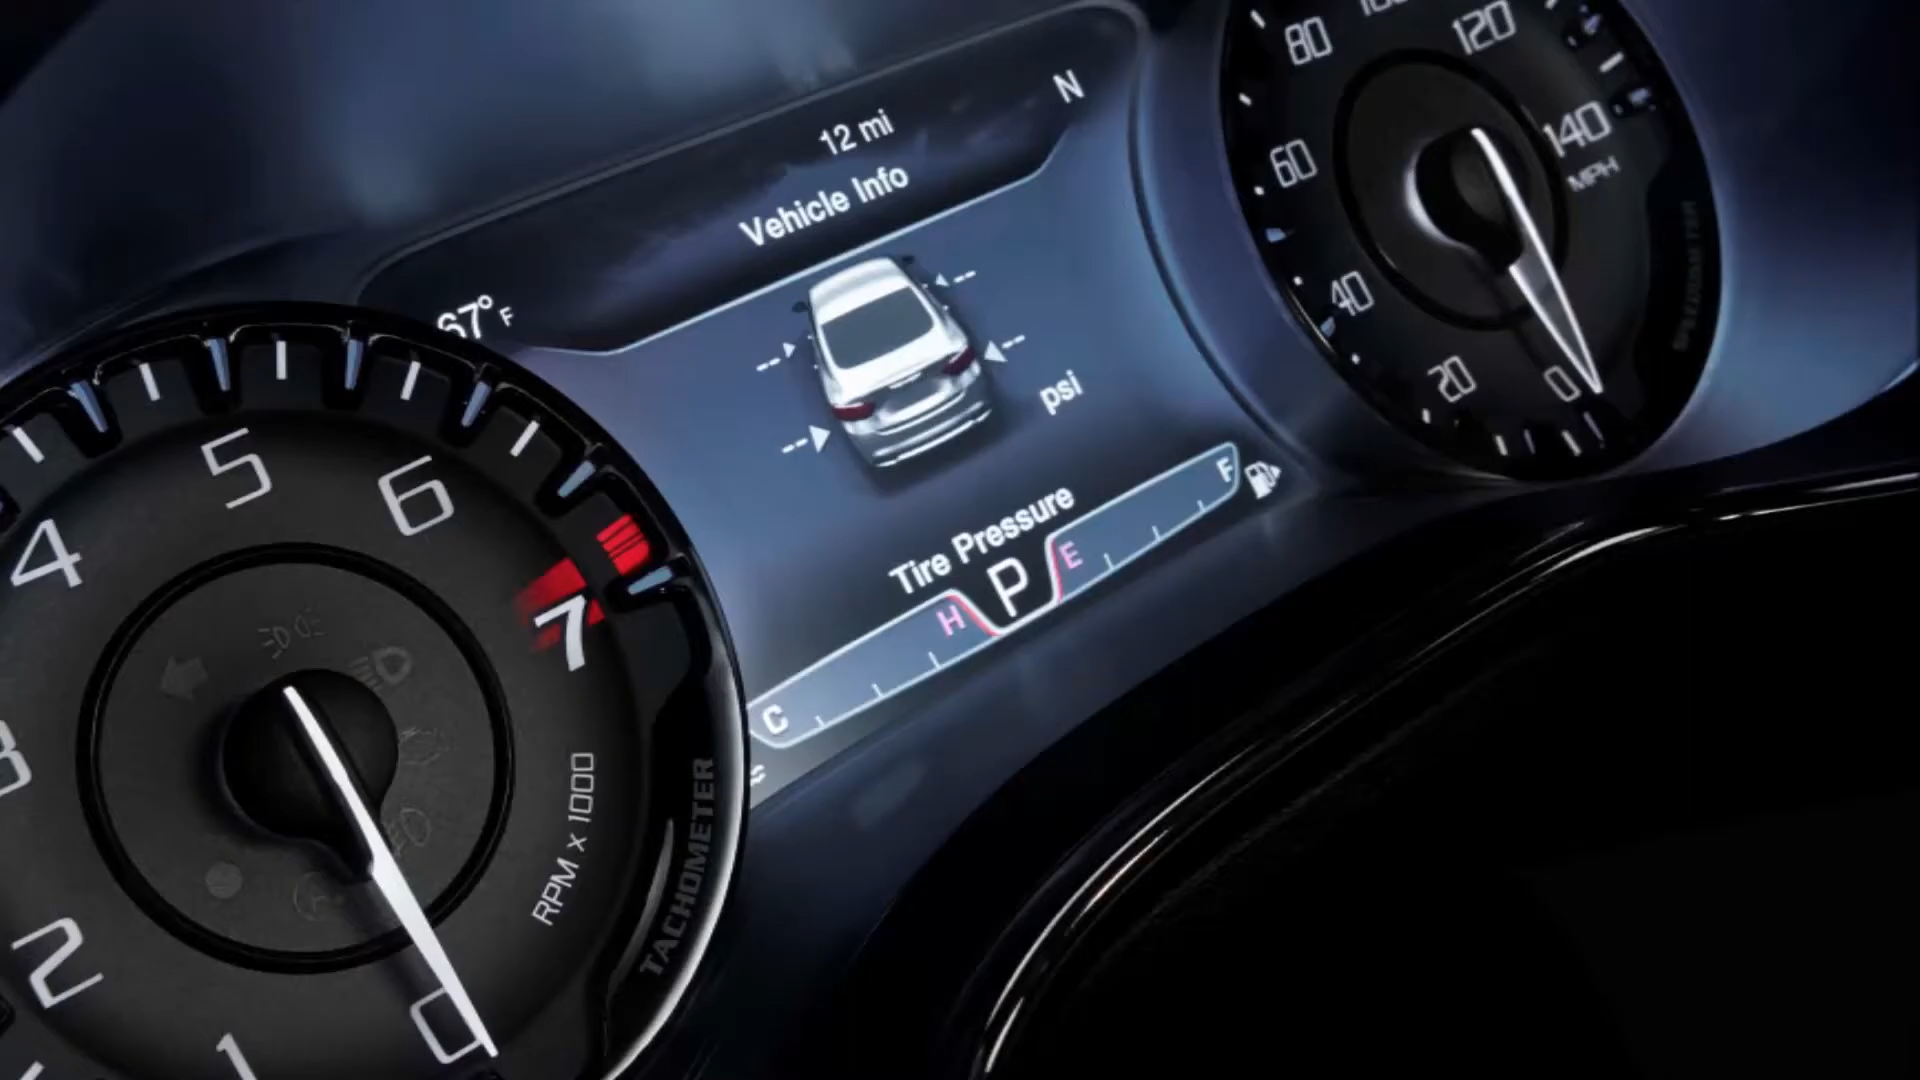 N
12 mi
Vehicle Info
67°F
--
--
--
--
psi
Tire Pressure
P
H
C
E
F
4
5
6
7
2
1
0
RPM x 1000
TACHOMETER
80
120
60
140
MPH
40
20
0
SPEEDOMETER